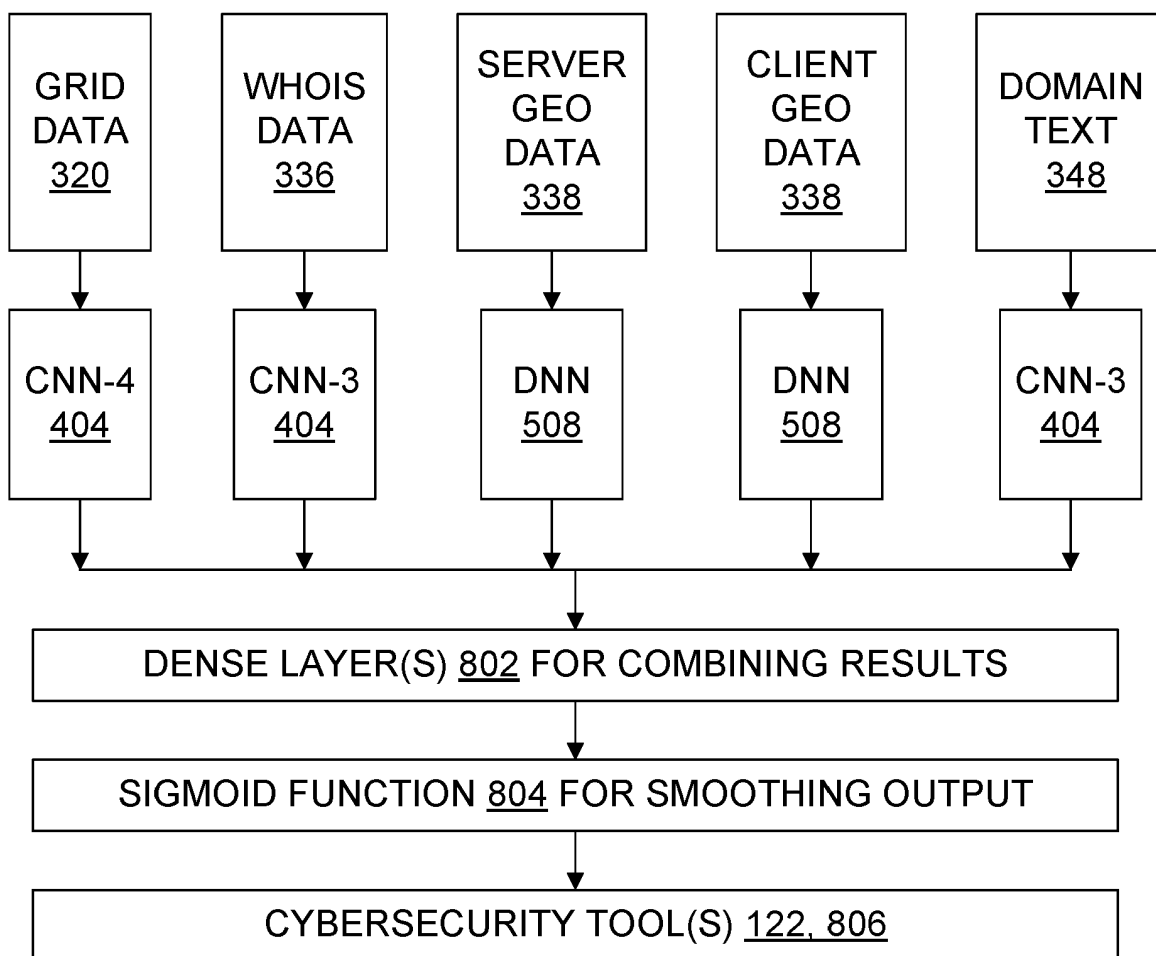 GRID
DATA
320
WHOIS
DATA
336
SERVER
GEO
DATA
338
CLIENT
GEO
DATA
338
DOMAIN
TEXT
348
CNN-4
404
CNN-3
404
DNN
508
DNN
508
CNN-3
404
DENSE LAYER(S) 802 FOR COMBINING RESULTS
SIGMOID FUNCTION 804 FOR SMOOTHING OUTPUT
CYBERSECURITY TOOL(S) 122, 806